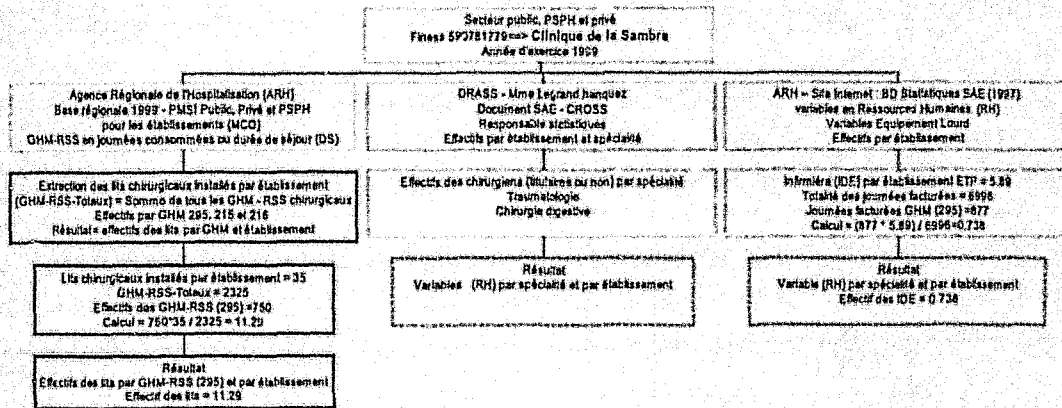 Secteur public, PSPH et privé
Finess 590781779=> Clinique de la Sambre
Année d'exercice 1999
Agence Régionale de l'Hospitalisation (ARH)
Base régionale 1999 - PMSI Public, Privé et PSPH
pour les établissements (MCO)
GHM-RSS en journées consommées ou durée de séjour (DS)
Extraction des lits chirurgicaux installés par établissement
(GHM-RSS-Totaux) = Somme de tous les GHM - RSS chirurgicaux
Effectifs par GHM 295, 215 et 216
Résultat= effectifs des lits par GHM et établissement
Lits chirurgicaux installés par établissement = 35
GHM-RSS-Totaux = 2325
Effectifs des GHM-RSS (295) =750
Calcul = 750*35 / 2325 = 11.29
Résultat
Effectifs des lits par GHM-RSS (295) et par établissement
Effectif des lits = 11.29
DRASS - Mme Legrand hanquez
Document SAE - CROSS
Responsable statistiques
Effectifs par établissement et spécialité
Effectifs des chirurgiens (titulaires ou non) par spécialité
Traumatologie
Chirurgie digestive
Résultat
Variables (RH) par spécialité et par établissement
ARH - Site Internet : BD Statistiques SAE (1997)
variables en Ressources Humaines (RH)
Variables Equipement Lourd
Effectifs par établissement
Infirmière (IDE) par établissement ETP = 5.89
Totalité des journées facturées = 6996
Journées facturées GHM (295) =877
Calcul = (877 * 5.89) / 6996=0.738
Résultat
Variable (RH) par spécialité et par établissement
Effectif des IDE = 0.738